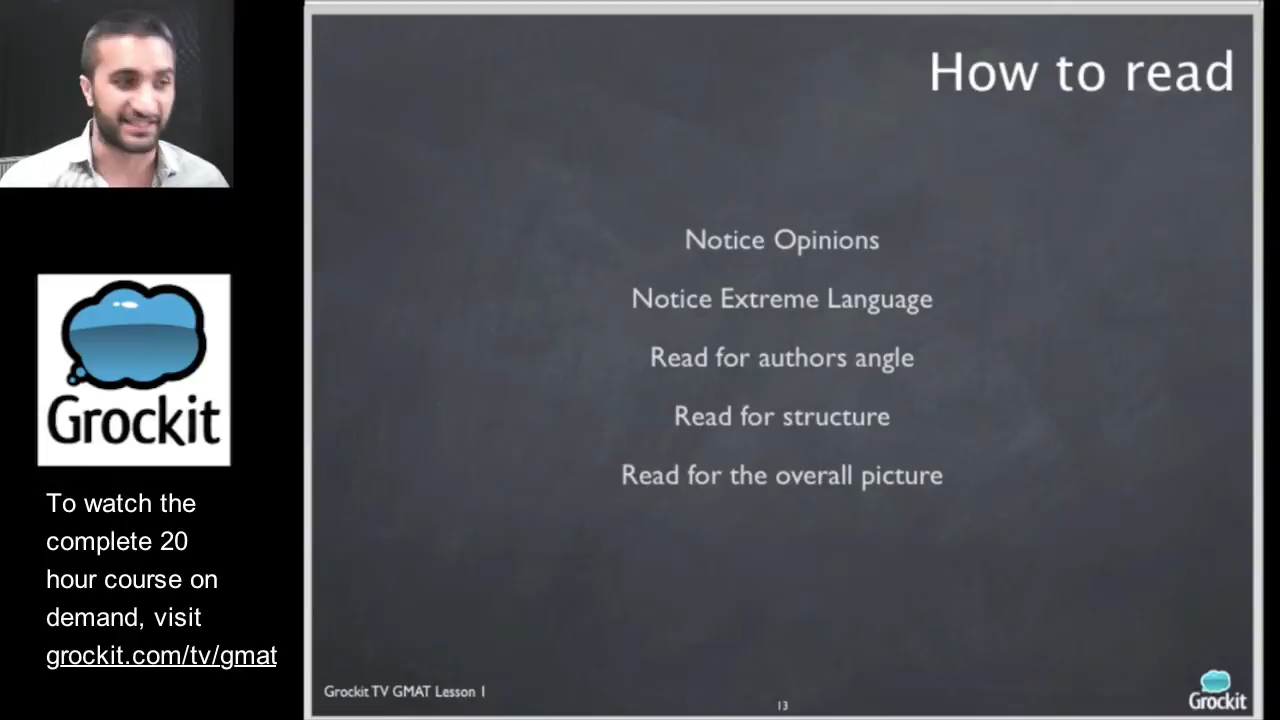 How to read
Notice Opinions
Notice Extreme Language
Read for authors angle
Read for structure
Read for the overall picture
Grockit
To watch the
complete 20
hour course on
demand, visit
grockit.com/tv/gmat
Grockit TV GMAT Lesson 1
13
Grockit